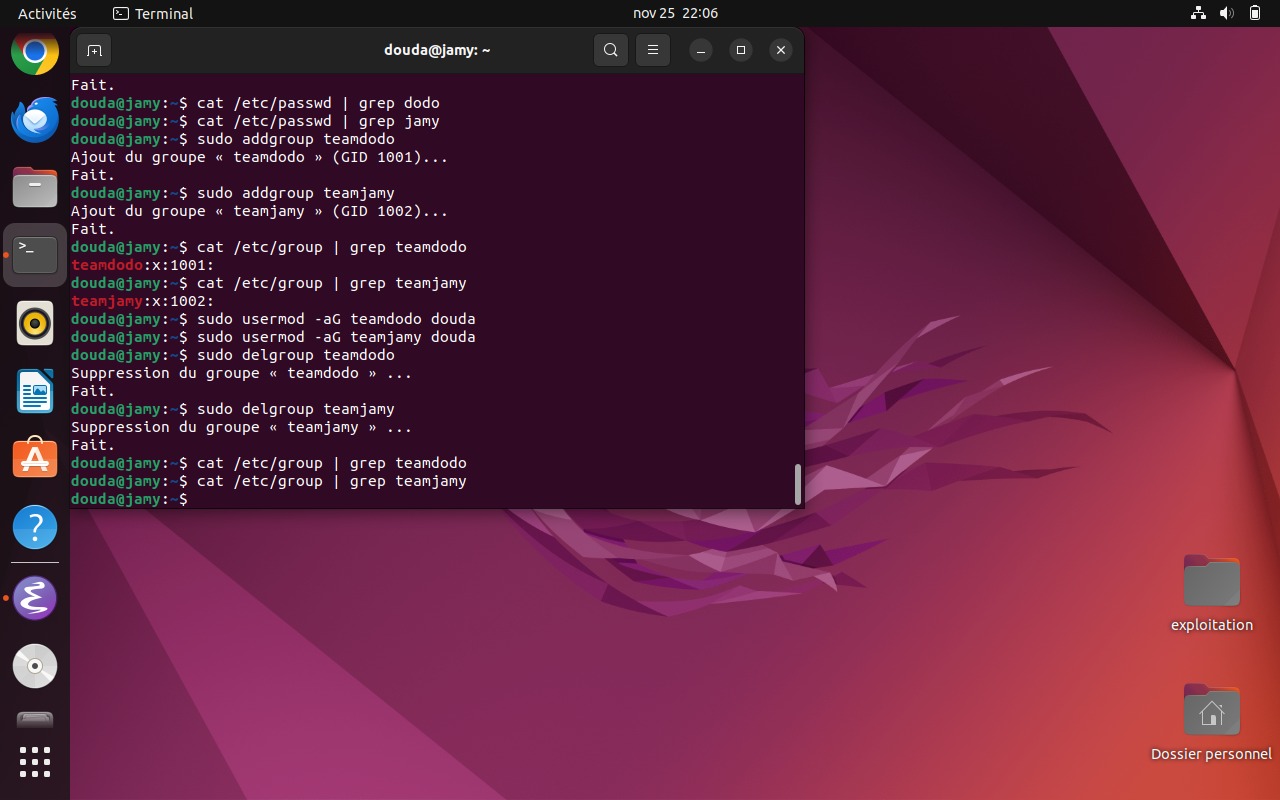 Activités
Terminal
nov 25 22:06
douda@jamy: ~
Fait.
douda@jamy:~$ cat /etc/passwd | grep dodo
douda@jamy:~$ cat /etc/passwd | grep jamy
douda@jamy:~$ sudo addgroup teamdodo
Ajout du groupe « teamdodo » (GID 1001)...
Fait.
douda@jamy:~$ sudo addgroup teamjamy
Ajout du groupe « teamjamy » (GID 1002)...
Fait.
douda@jamy:~$ cat /etc/group | grep teamdodo
teamdodo:x:1001:
douda@jamy:~$ cat /etc/group | grep teamjamy
teamjamy:x:1002:
douda@jamy:~$ sudo usermod -aG teamdodo douda
douda@jamy:~$ sudo usermod -aG teamjamy douda
douda@jamy:~$ sudo delgroup teamdodo
Suppression du groupe « teamdodo » ...
Fait.
douda@jamy:~$ sudo delgroup teamjamy
Suppression du groupe « teamjamy » ...
Fait.
douda@jamy:~$ cat /etc/group | grep teamdodo
douda@jamy:~$ cat /etc/group | grep teamjamy
douda@jamy:~$
exploitation
Dossier personnel